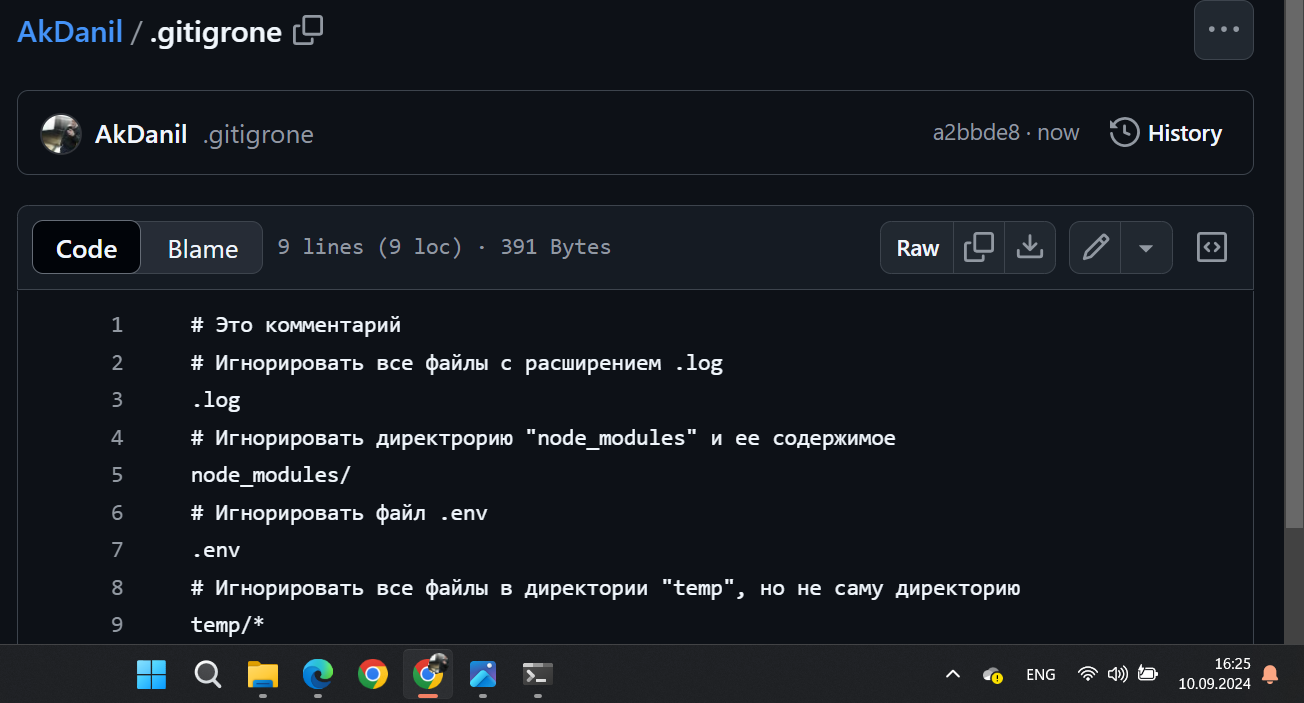 AkDanil / .gitigrone
AkDanil .gitigrone a2bbde8 · now History
Code Blame 9 lines (9 loc) · 391 Bytes Raw
1 # Это комментарий
2 # Игнорировать все файлы с расширением .log
3 .log
4 # Игнорировать директрорию "node_modules" и ее содержимое
5 node_modules/
6 # Игнорировать файл .env
7 .env
8 # Игнорировать все файлы в директории "temp", но не саму директорию
9 temp/*
ENG 16:25
10.09.2024